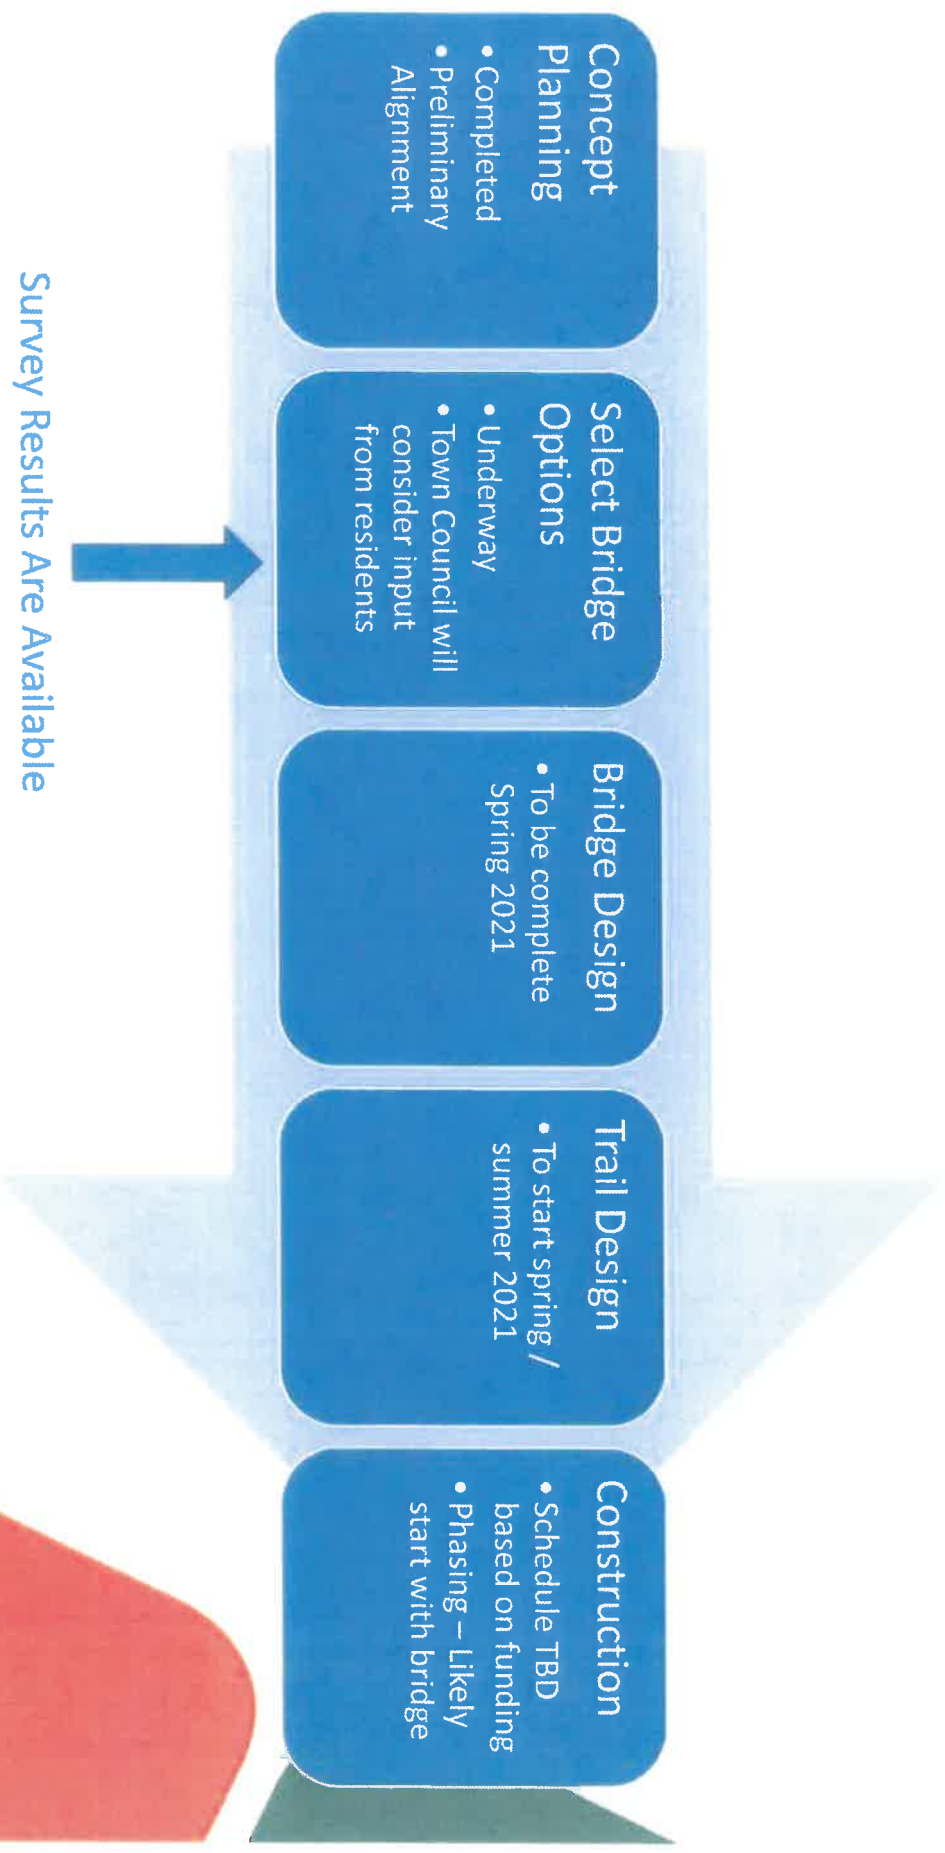 Concept
Planning
• Completed
• Preliminary
Alignment
Select Bridge
Options
• Underway
• Town Council will
consider input
from residents
Bridge Design
• To be complete
Spring 2021
Trail Design
• To start spring /
summer 2021
Construction
• Schedule TBD
based on funding
• Phasing – Likely
start with bridge
Survey Results Are Available